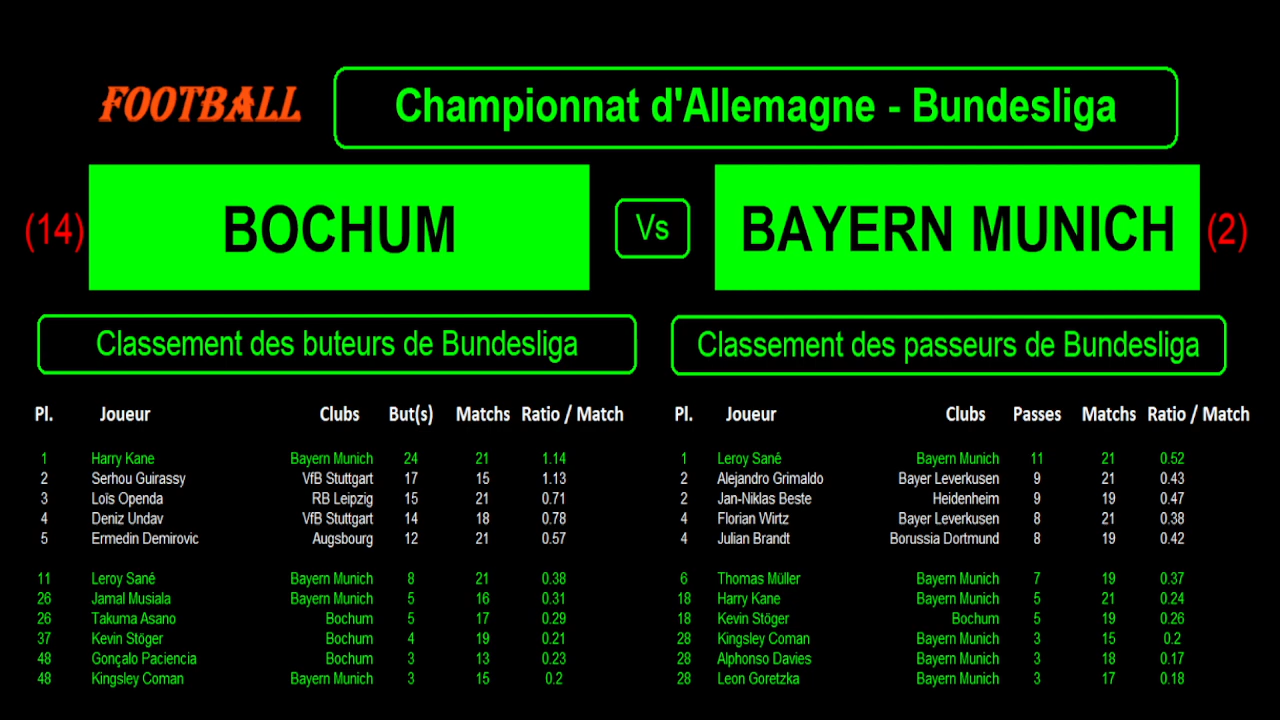 FOOTBALL
Championnat d'Allemagne - Bundesliga
(14) BOCHUM Vs BAYERN MUNICH (2)
Classement des buteurs de Bundesliga
Pl. Joueur Clubs But(s) Matchs Ratio / Match
1 Harry Kane Bayern Munich 24 21 1.14
2 Serhou Guirassy VfB Stuttgart 17 15 1.13
3 Loïs Openda RB Leipzig 15 21 0.71
4 Deniz Undav VfB Stuttgart 14 18 0.78
5 Ermedin Demirovic Augsbourg 12 21 0.57
11 Leroy Sané Bayern Munich 8 21 0.38
26 Jamal Musiala Bayern Munich 5 16 0.31
26 Takuma Asano Bochum 5 17 0.29
37 Kevin Stöger Bochum 4 19 0.21
48 Gonçalo Paciencia Bochum 3 13 0.23
48 Kingsley Coman Bayern Munich 3 15 0.2
Classement des passeurs de Bundesliga
Pl. Joueur Clubs Passes Matchs Ratio / Match
1 Leroy Sané Bayern Munich 11 21 0.52
2 Alejandro Grimaldo Bayer Leverkusen 9 21 0.43
2 Jan-Niklas Beste Heidenheim 9 19 0.47
4 Florian Wirtz Bayer Leverkusen 8 21 0.38
4 Julian Brandt Borussia Dortmund 8 19 0.42
6 Thomas Müller Bayern Munich 7 19 0.37
18 Harry Kane Bayern Munich 5 21 0.24
18 Kevin Stöger Bochum 5 19 0.26
28 Kingsley Coman Bayern Munich 3 15 0.2
28 Alphonso Davies Bayern Munich 3 18 0.17
28 Leon Goretzka Bayern Munich 3 17 0.18